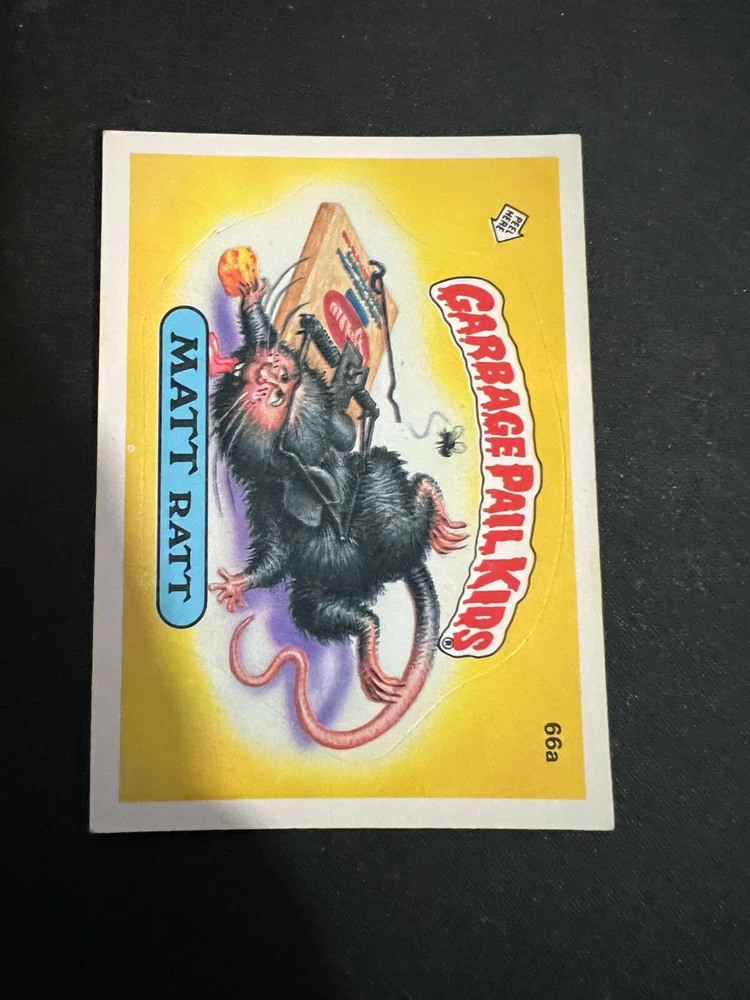 PEEL
HERE
GARBAGE PAIL KIDS®
66a
MATT RATT